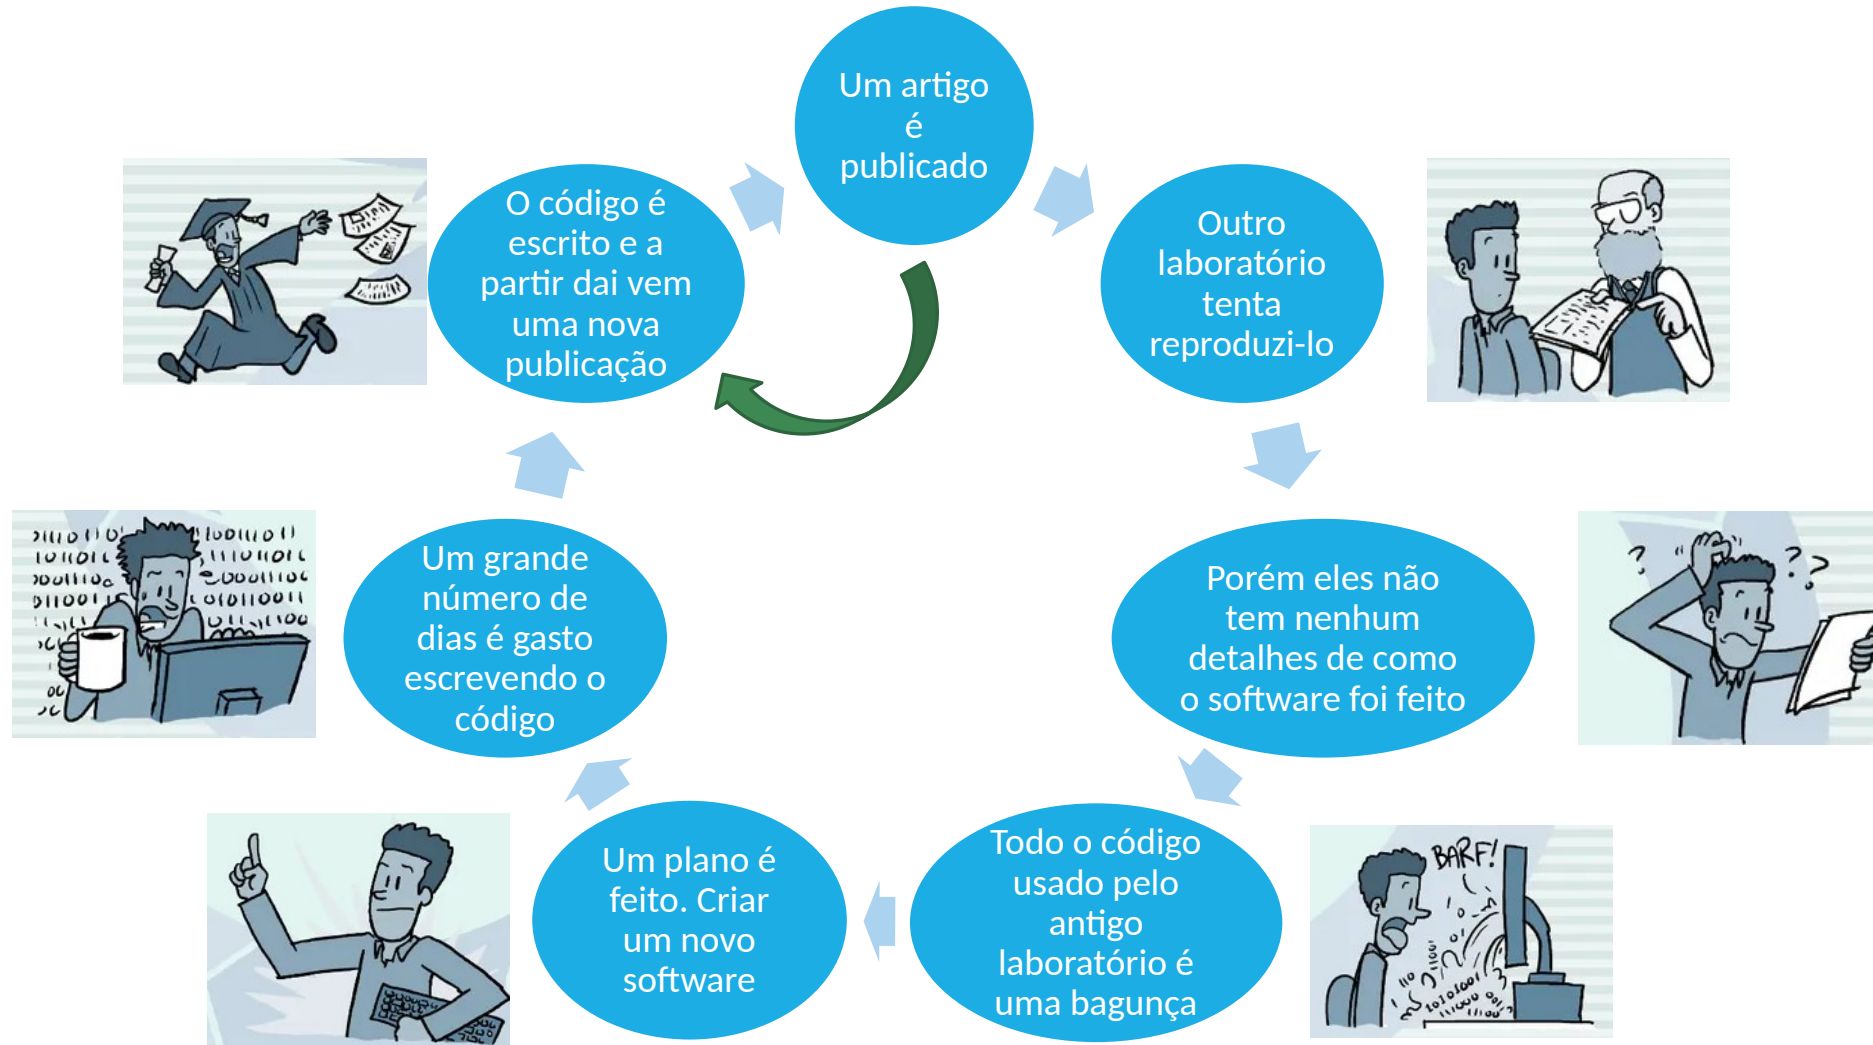 Um artigo
é
publicado
Outro
laboratório
tenta
reproduzi-lo
Porém eles não
tem nenhum
detalhes de como
o software foi feito
Todo o código
usado pelo
antigo
laboratório é
uma bagunça
BARF!
Um plano é
feito. Criar
um novo
software
Um grande
número de
dias é gasto
escrevendo o
código
O código é
escrito e a
partir dai vem
uma nova
publicação